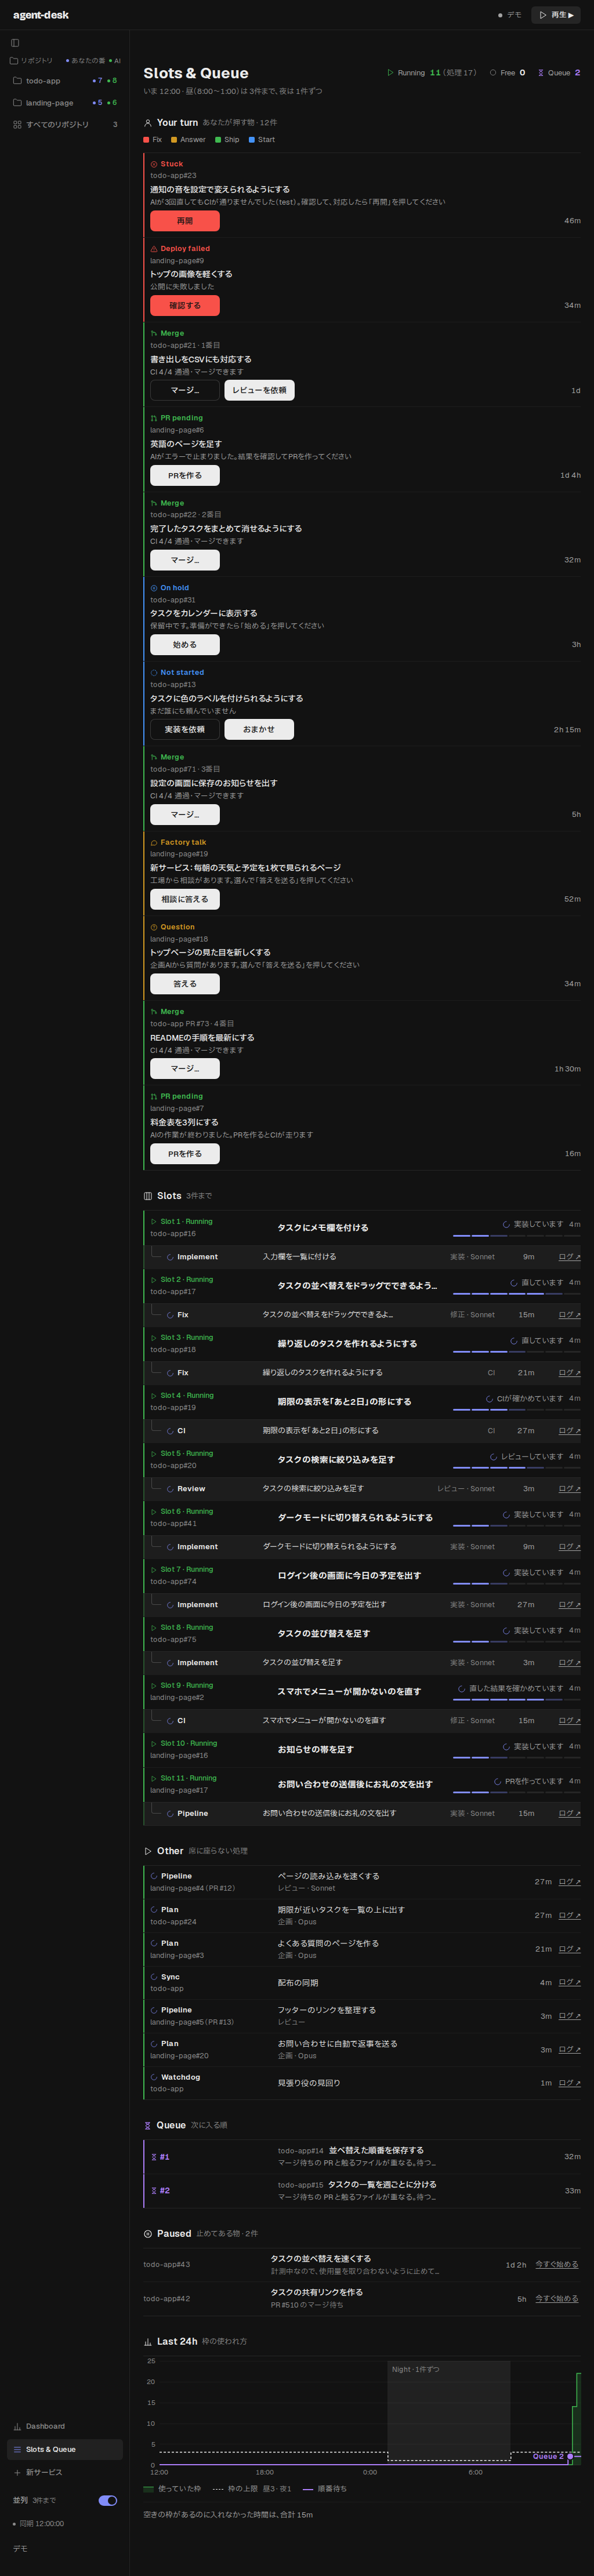 agent-desk
デモ
再生 ▶
リポジトリ
あなたの番
AI
todo-app
7
8
landing-page
5
6
すべてのリポジトリ
3
Slots & Queue
Running 11（処理 17）
Free 0
Queue 2
いま 12:00 · 昼（8:00〜1:00）は 3件まで、夜は 1件ずつ
Your turn あなたが押す物 · 12件
Fix
Answer
Ship
Start
Stuck
todo-app#23
通知の音を設定で変えられるようにする
AIが3回直してもCIが通りませんでした（test）。確認して、対応したら「再開」を押してください
再開
46m
Deploy failed
landing-page#9
トップの画像を軽くする
公開に失敗しました
確認する
34m
Merge
todo-app#21 · 1番目
書き出しをCSVにも対応する
CI 4/4 通過・マージできます
マージ…
レビューを依頼
1d
PR pending
landing-page#6
英語のページを足す
AIがエラーで止まりました。結果を確認してPRを作ってください
PRを作る
1d 4h
Merge
todo-app#22 · 2番目
完了したタスクをまとめて消せるようにする
CI 4/4 通過・マージできます
マージ…
32m
On hold
todo-app#31
タスクをカレンダーに表示する
保留中です。準備ができたら「始める」を押してください
始める
3h
Not started
todo-app#13
タスクに色のラベルを付けられるようにする
まだ誰にも頼んでいません
実装を依頼
おまかせ
2h 15m
Merge
todo-app#71 · 3番目
設定の画面に保存のお知らせを出す
CI 4/4 通過・マージできます
マージ…
5h
Factory talk
landing-page#19
新サービス：毎朝の天気と予定を1枚で見られるページ
工場から相談があります。選んで「答えを送る」を押してください
相談に答える
52m
Question
landing-page#18
トップページの見た目を新しくする
企画AIから質問があります。選んで「答えを送る」を押してください
答える
34m
Merge
todo-app PR #73 · 4番目
READMEの手順を最新にする
CI 4/4 通過・マージできます
マージ…
1h 30m
PR pending
landing-page#7
料金表を3列にする
AIの作業が終わりました。PRを作るとCIが走ります
PRを作る
16m
Slots 3件まで
Slot 1 · Running
todo-app#16
タスクにメモ欄を付ける
実装しています 4m
Implement
入力欄を一覧に付ける
実装 · Sonnet
9m
ログ ↗
Slot 2 · Running
todo-app#17
タスクの並べ替えをドラッグでできるよう…
直しています 4m
Fix
タスクの並べ替えをドラッグでできるよ…
修正 · Sonnet
15m
ログ ↗
Slot 3 · Running
todo-app#18
繰り返しのタスクを作れるようにする
直しています 4m
Fix
繰り返しのタスクを作れるようにする
CI
21m
ログ ↗
Slot 4 · Running
todo-app#19
期限の表示を「あと2日」の形にする
CIが確かめています 4m
CI
期限の表示を「あと2日」の形にする
CI
27m
ログ ↗
Slot 5 · Running
todo-app#20
タスクの検索に絞り込みを足す
レビューしています 4m
Review
タスクの検索に絞り込みを足す
レビュー · Sonnet
3m
ログ ↗
Slot 6 · Running
todo-app#41
ダークモードに切り替えられるようにする
実装しています 4m
Implement
ダークモードに切り替えられるようにする
実装 · Sonnet
9m
ログ ↗
Slot 7 · Running
todo-app#74
ログイン後の画面に今日の予定を出す
実装しています 4m
Implement
ログイン後の画面に今日の予定を出す
実装 · Sonnet
27m
ログ ↗
Slot 8 · Running
todo-app#75
タスクの並び替えを足す
実装しています 4m
Implement
タスクの並び替えを足す
実装 · Sonnet
3m
ログ ↗
Slot 9 · Running
landing-page#2
スマホでメニューが開かないのを直す
直した結果を確かめています 4m
CI
スマホでメニューが開かないのを直す
修正 · Sonnet
15m
ログ ↗
Slot 10 · Running
landing-page#16
お知らせの帯を足す
実装しています 4m
Slot 11 · Running
landing-page#17
お問い合わせの送信後にお礼の文を出す
PRを作っています 4m
Pipeline
お問い合わせの送信後にお礼の文を出す
実装 · Sonnet
15m
ログ ↗
Other 席に座らない処理
Pipeline
landing-page#4（PR #12）
ページの読み込みを速くする
レビュー · Sonnet
27m
ログ ↗
Plan
todo-app#24
期限が近いタスクを一覧の上に出す
企画 · Opus
27m
ログ ↗
Plan
landing-page#3
よくある質問のページを作る
企画 · Opus
21m
ログ ↗
Sync
todo-app
配布の同期
4m
ログ ↗
Pipeline
landing-page#5（PR #13）
フッターのリンクを整理する
レビュー
3m
ログ ↗
Plan
landing-page#20
お問い合わせに自動で返事を送る
企画 · Opus
3m
ログ ↗
Watchdog
todo-app
見張り役の見回り
1m
ログ ↗
Queue 次に入る順
#1
todo-app#14 並べ替えた順番を保存する
マージ待ちの PR と触るファイルが重なる。待つ…
32m
#2
todo-app#15 タスクの一覧を週ごとに分ける
マージ待ちの PR と触るファイルが重なる。待つ…
33m
Paused 止めてある物 · 2件
todo-app#43
タスクの並べ替えを速くする
計測中なので、使用量を取り合わないように止めて…
1d 2h
今すぐ始める
todo-app#42
タスクの共有リンクを作る
PR #510 のマージ待ち
5h
今すぐ始める
Last 24h 枠の使われ方
25
20
15
10
5
0
Night · 1件ずつ
Queue 2
12:00
18:00
0:00
6:00
使っていた枠
枠の上限 昼3 · 夜1
順番待ち
空きの枠があるのに入れなかった時間は、合計 15m
Dashboard
Slots & Queue
新サービス
並列 3件まで
同期 12:00:00
デモ